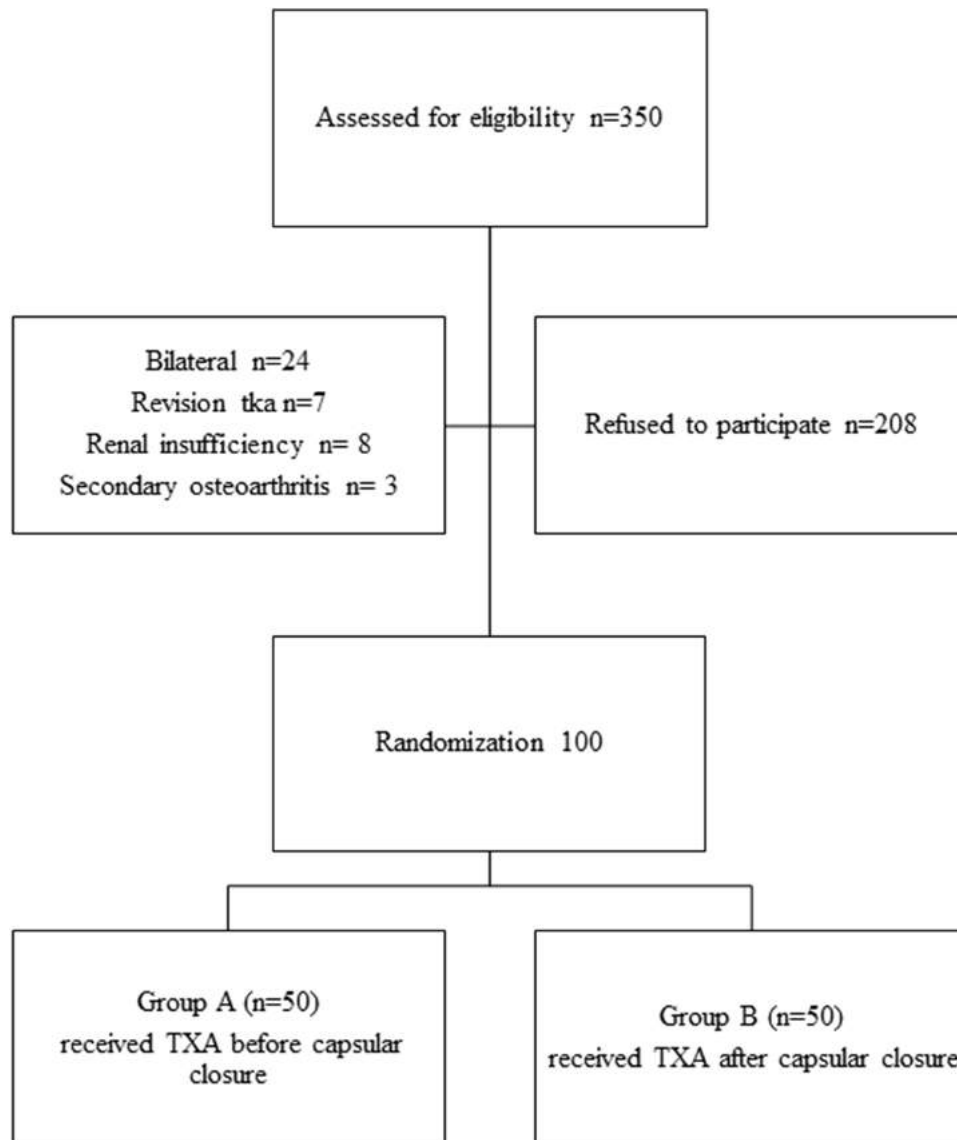 Assessed for eligibility n=350
Bilateral n=24
Revision tka n=7
Renal insufficiency n= 8
Secondary osteoarthritis n= 3
Refused to participate n=208
Randomization 100
Group A (n=50)
received TXA before capsular
closure
Group B (n=50)
received TXA after capsular closure